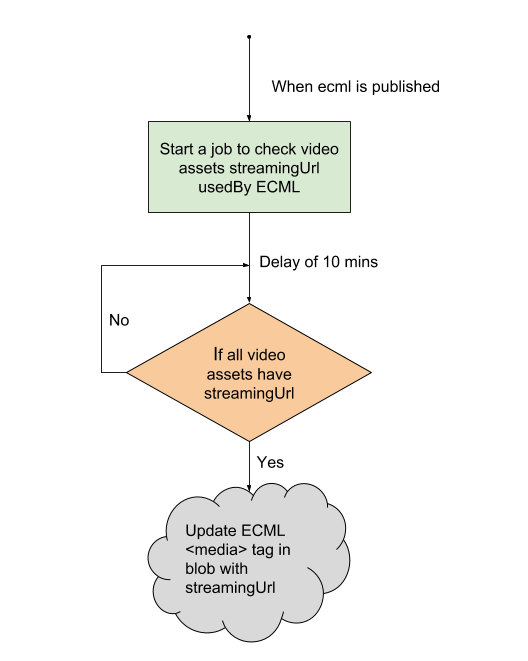 When ecml is published
Start a job to check video
assets streamingUrl
usedBy ECML
Delay of 10 mins
No
If all video
assets have
streamingUrl
Yes
Update ECML
<media> tag in
blob with
streamingUrl